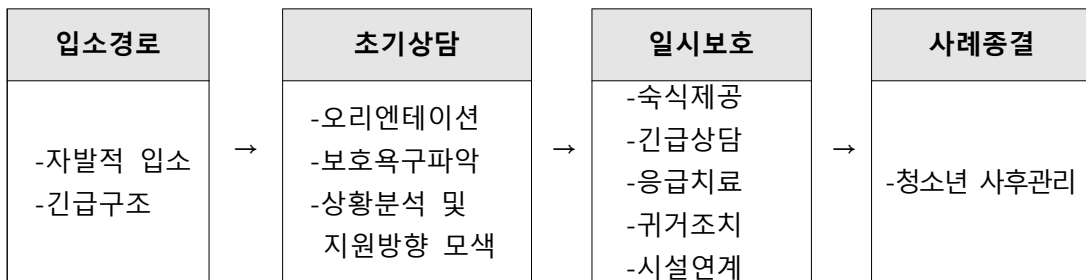 입소경로
-자발적 입소
-긴급구조
→
초기상담
-오리엔테이션
-보호욕구파악
-상황분석 및
지원방향 모색
→
일시보호
-숙식제공
-긴급상담
-응급치료
-귀거조치
-시설연계
→
사례종결
-청소년 사후관리